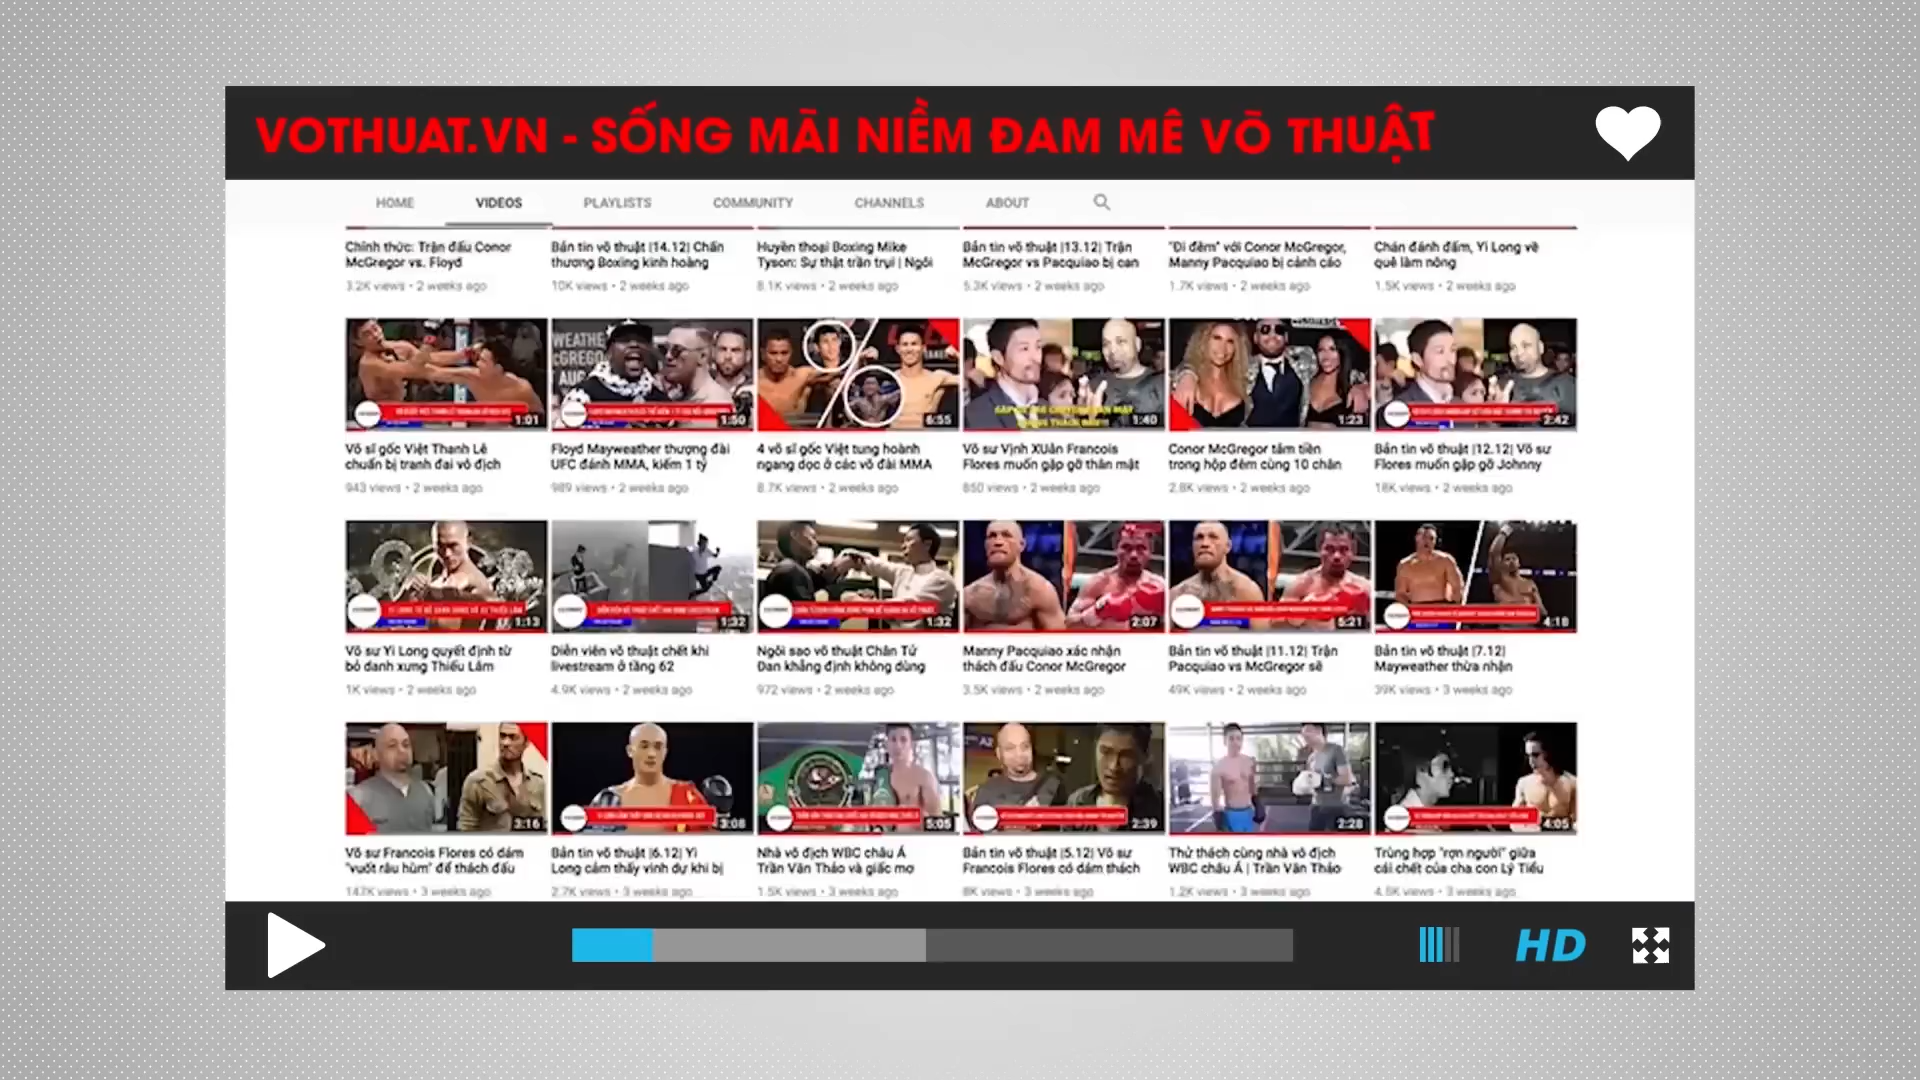 VOTHUAT.VN - SỐNG MÃI NIỀM ĐAM MÊ VÕ THUẬT
HOME VIDEOS PLAYLISTS COMMUNITY CHANNELS ABOUT
Chính thức: Trận đấu Conor
McGregor vs. Floyd
3.2K views • 2 weeks ago
Bản tin võ thuật |14.12| Chấn
thương Boxing kinh hoàng
10K views • 2 weeks ago
Huyền thoại Boxing Mike
Tyson: Sự thật trần trụi | Ngôi
8.1K views • 2 weeks ago
Bản tin võ thuật |13.12| Trận
McGregor vs Pacquiao bị can
5.3K views • 2 weeks ago
"Đi đêm" với Conor McGregor,
Manny Pacquiao bị cảnh cáo
1.7K views • 2 weeks ago
Chán đánh đấm, Yi Long về
quê làm nông
1.5K views • 2 weeks ago
1:01
Võ sĩ gốc Việt Thanh Lê
chuẩn bị tranh đai vô địch
943 views • 2 weeks ago
1:50
Floyd Mayweather thượng đài
UFC đánh MMA, kiếm 1 tỷ
989 views • 2 weeks ago
6:55
4 võ sĩ gốc Việt tung hoành
ngang dọc ở các võ đài MMA
8.7K views • 2 weeks ago
1:40
Võ sư Vịnh XUân Francois
Flores muốn gặp gỡ thân mật
850 views • 2 weeks ago
1:23
Conor McGregor tắm tiên
trong hộp đêm cùng 10 chân
2.8K views • 2 weeks ago
2:42
Bản tin võ thuật |12.12| Võ sư
Flores muốn gặp gỡ Johnny
18K views • 2 weeks ago
1:13
Võ sư Yi Long quyết định từ
bỏ danh xưng Thiếu Lâm
1K views • 2 weeks ago
1:32
Diễn viên võ thuật chết khi
livestream ở tầng 62
4.9K views • 2 weeks ago
1:32
Ngôi sao võ thuật Chân Tử
Đan khẳng định không dùng
972 views • 2 weeks ago
2:07
Manny Pacquiao xác nhận
thách đấu Conor McGregor
3.5K views • 2 weeks ago
5:21
Bản tin võ thuật |11.12| Trận
Pacquiao vs McGregor sẽ
49K views • 2 weeks ago
4:18
Bản tin võ thuật |7.12|
Mayweather thừa nhận
39K views • 3 weeks ago
3:16
Võ sư Francois Flores có dám
"vuốt râu hùm" để thách đấu
147K views • 3 weeks ago
3:08
Bản tin võ thuật |6.12| Yi
Long cảm thấy vinh dự khi bị
2.7K views • 3 weeks ago
5:05
Nhà vô địch WBC châu Á
Trần Văn Thảo và giấc mơ
1.5K views • 3 weeks ago
2:39
Bản tin võ thuật |5.12| Võ sư
Francois Flores có dám thách
8K views • 3 weeks ago
2:28
Thử thách cùng nhà vô địch
WBC châu Á | Trần Văn Thảo
1.2K views • 3 weeks ago
4:05
Trùng hợp "rợn người" giữa
cái chết của cha con Lý Tiểu
4.5K views • 3 weeks ago
HD